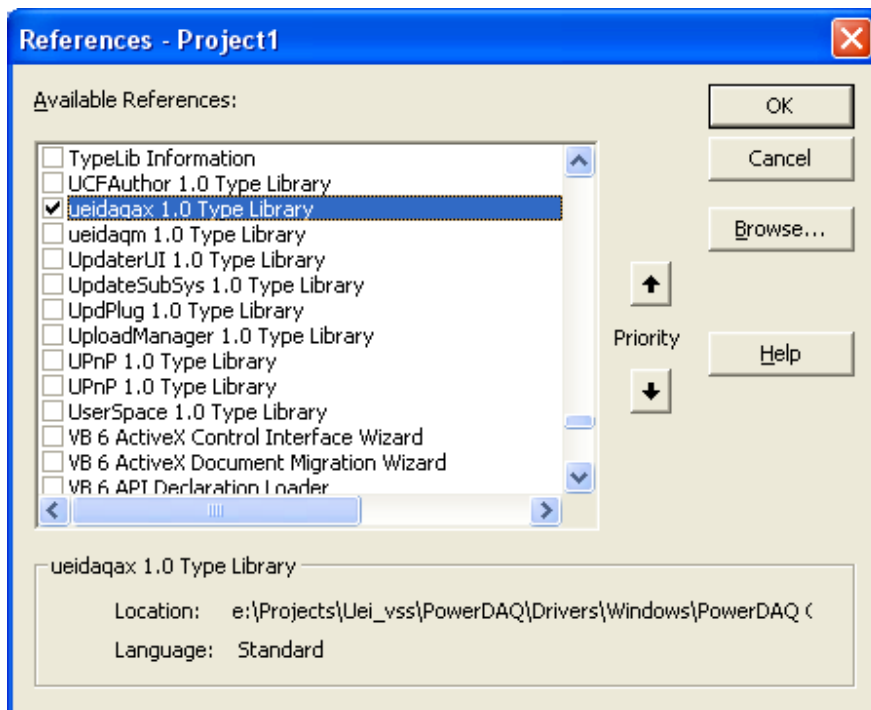 References - Project1
Available References:
OK
TypeLib Information
Cancel
UCFAuthor 1.0 Type Library
ueidaqax 1.0 Type Library
ueidaqm 1.0 Type Library
Browse...
UpdaterUI 1.0 Type Library
UpdateSubSys 1.0 Type Library
UpdPlug 1.0 Type Library
UploadManager 1.0 Type Library
Priority
UPnP 1.0 Type Library
Help
UPnP 1.0 Type Library
UserSpace 1.0 Type Library
VB 6 ActiveX Control Interface Wizard
VB 6 ActiveX Document Migration Wizard
VB 6 API Declaration Loader
ueidaqax 1.0 Type Library
Location: e:\Projects\Uei_vss\PowerDAQ\Drivers\Windows\PowerDAQ (
Language: Standard